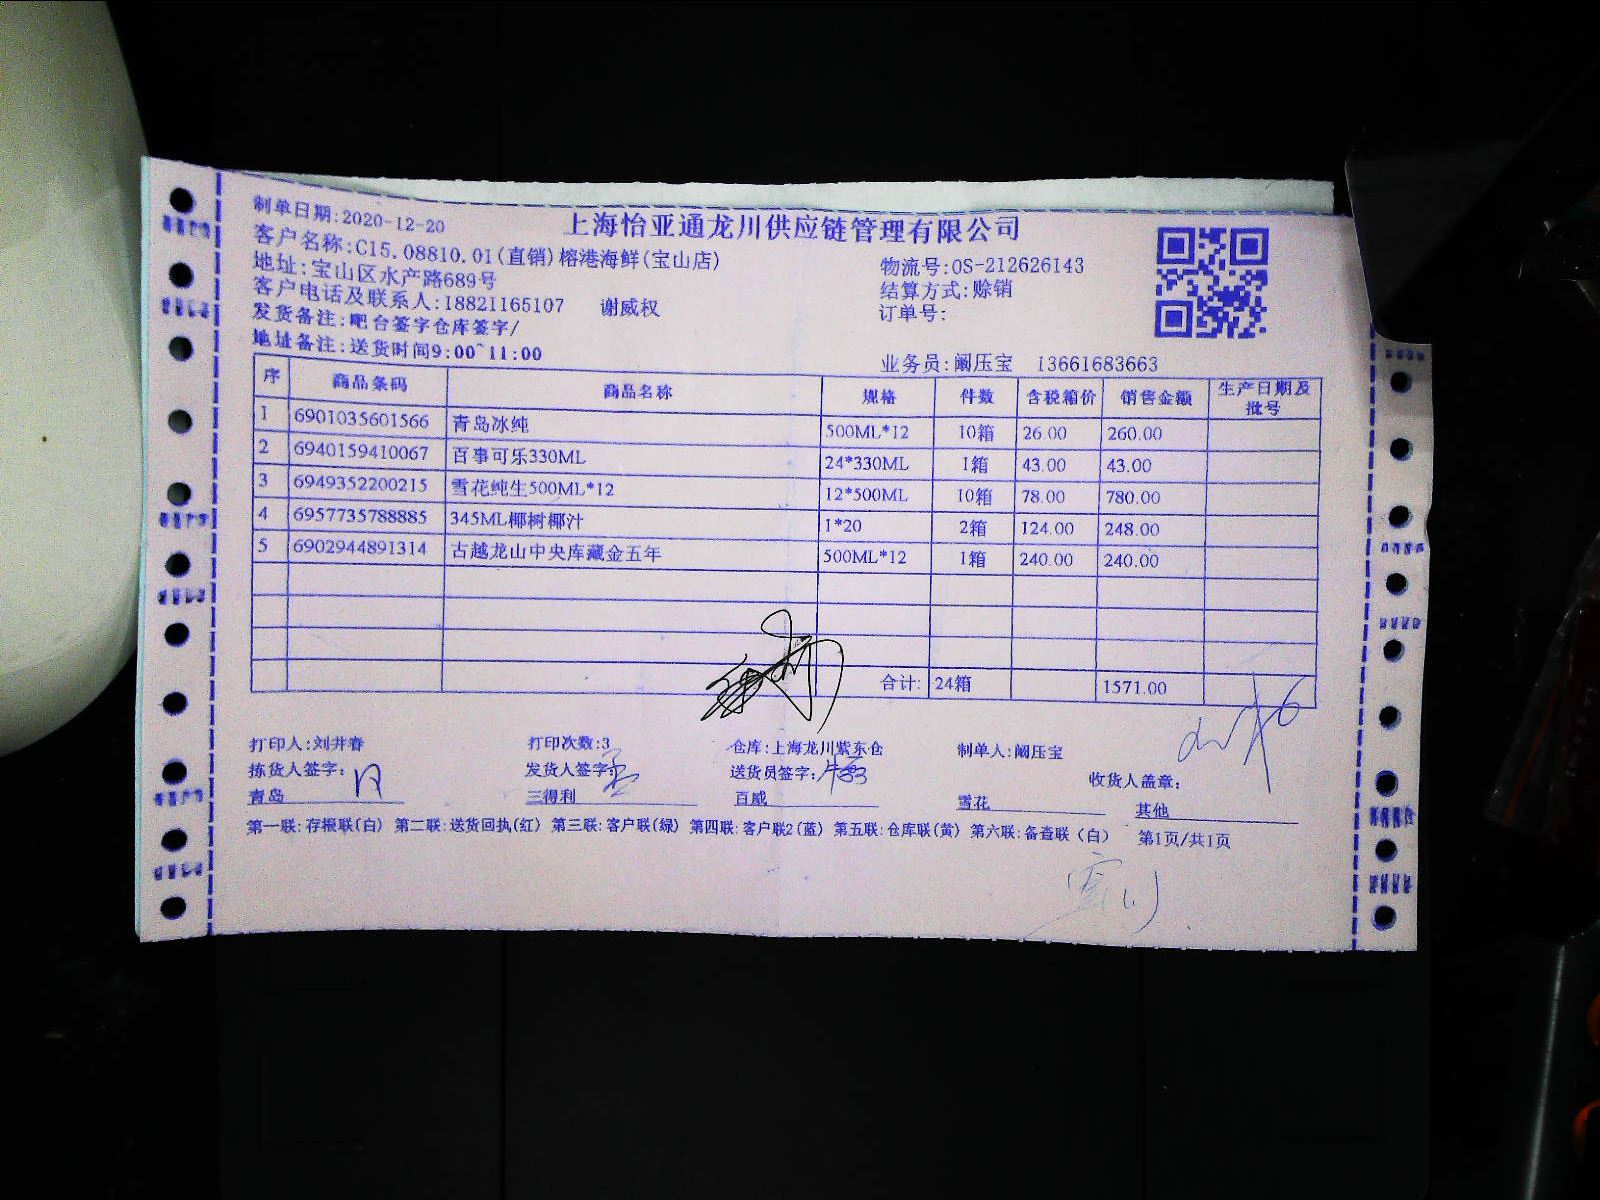 上海怡亚通龙川供应链管理有限公司
制单日期:2020-12-20
客户名称:C15.08810.01(直销)榕港海鲜(宝山店)
物流号:OS-212626143
地址:宝山区水产路689号
结算方式:赊销
客户电话及联系人:18821165107 谢威权
订单号:
发货备注:吧台签字仓库签字/
地址备注:送货时间9:00~11:00
业务员:阚压宝 13661683663
序 商品条码 商品名称 规格 件数 含税箱价 销售金额 生产日期及批号
1 6901035601566 青岛冰纯 500ML*12 10箱 26.00 260.00
2 6940159410067 百事可乐330ML 24*330ML 1箱 43.00 43.00
3 6949352200215 雪花纯生500ML*12 12*500ML 10箱 78.00 780.00
4 6957735788885 345ML椰树椰汁 1*20 2箱 124.00 248.00
5 6902944891314 古越龙山中央库藏金五年 500ML*12 1箱 240.00 240.00
合计: 24箱 1571.00
打印人:刘井春 打印次数:3 仓库:上海龙川紫东仓 制单人:阚压宝
拣货人签字: 发货人签字: 送货员签字: 收货人盖章:
青岛 三得利 百威 雪花 其他
第一联:存根联(白) 第二联:送货回执(红) 第三联:客户联(绿) 第四联:客户联2(蓝) 第五联:仓库联(黄) 第六联:备查联(白) 第1页/共1页